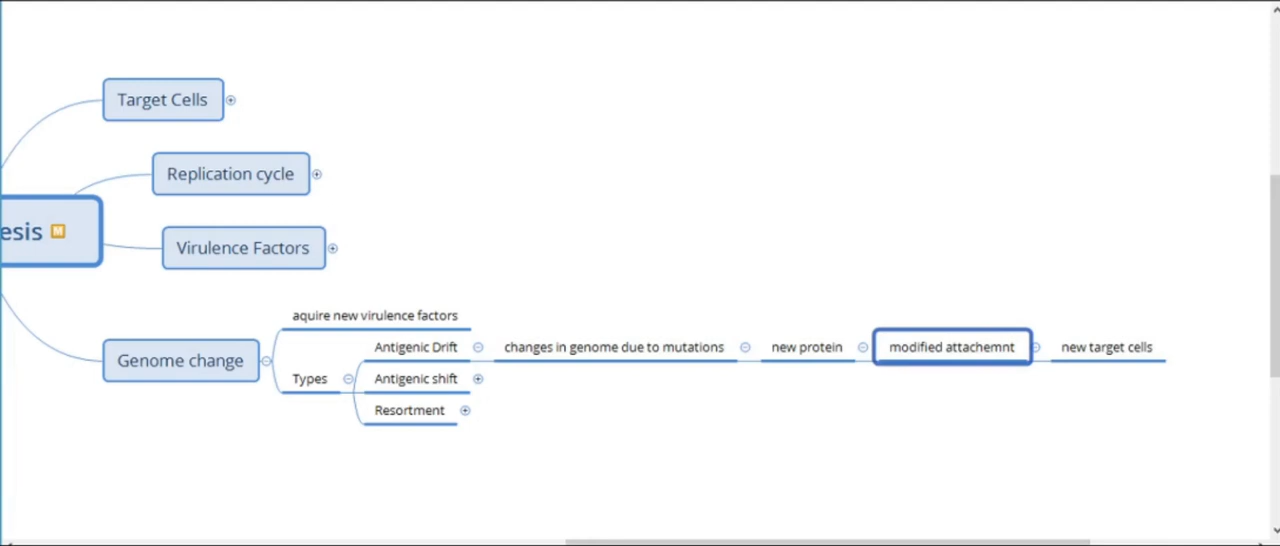 Target Cells
Replication cycle
esis M
Virulence Factors
Genome change
aquire new virulence factors
Types
Antigenic Drift
changes in genome due to mutations
new protein
modified attachemnt
new target cells
Antigenic shift
Resortment